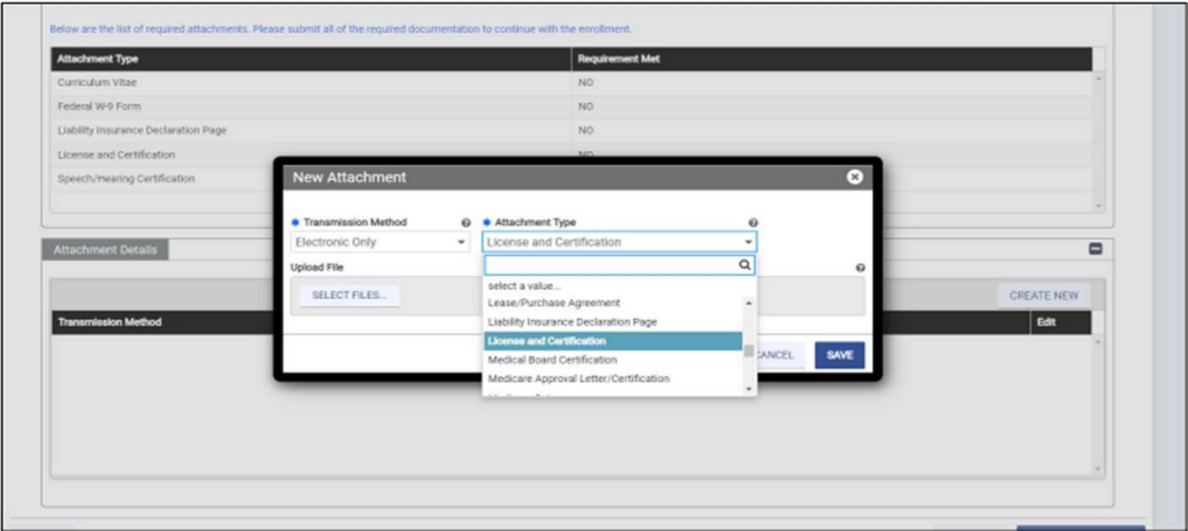 Below are the list of required attachments. Please submit all of the required documentation to continue with the enrollment.
Attachment Type Requirement Met
Curriculum Vitae NO
Federal W-9 Form NO
Liability Insurance Declaration Page NO
License and Certification NO
Speech/Hearing Certification
New Attachment
Transmission Method Attachment Type
Electronic Only License and Certification
Upload File
SELECT FILES...
select a value...
Lease/Purchase Agreement
Liability Insurance Declaration Page
License and Certification
Medical Board Certification
Medicare Approval Letter/Certification
SAVE
Attachment Details
CREATE NEW
Transmission Method Edit